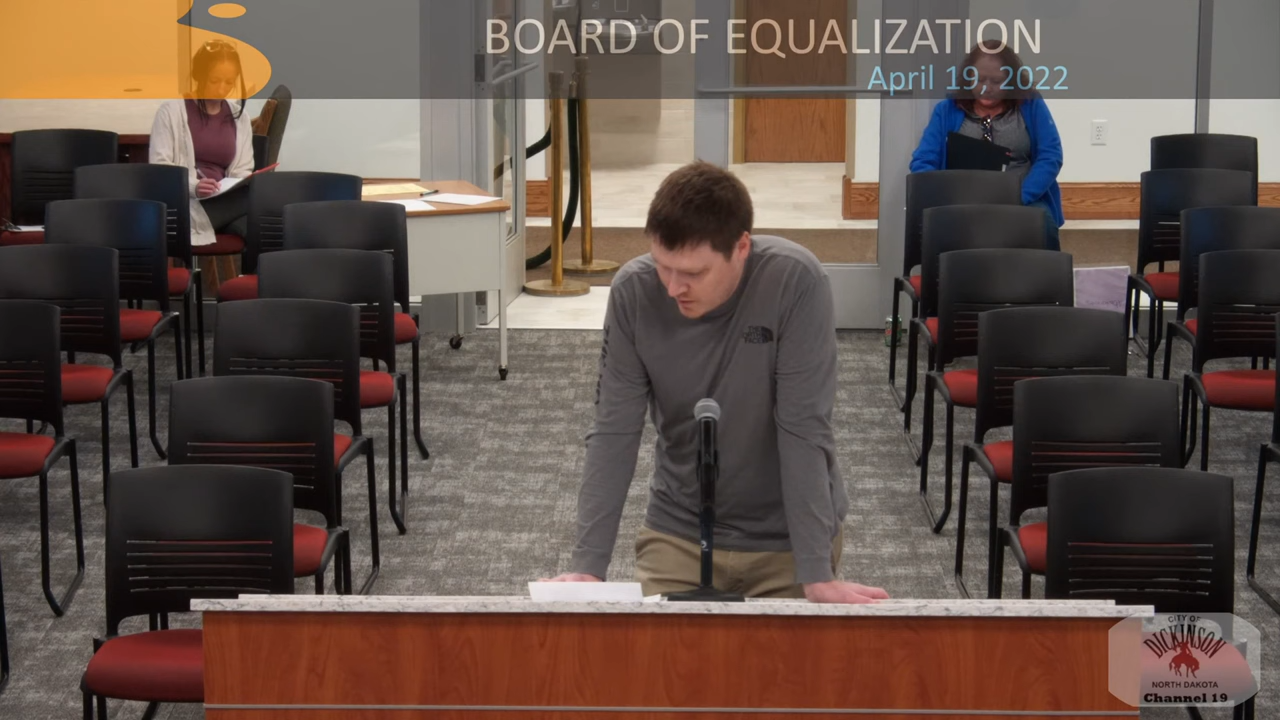 BOARD OF EQUALIZATION
April 19, 2022
THE
NORTH
FACE
CITY OF
DICKINSON
NORTH DAKOTA
Channel 19